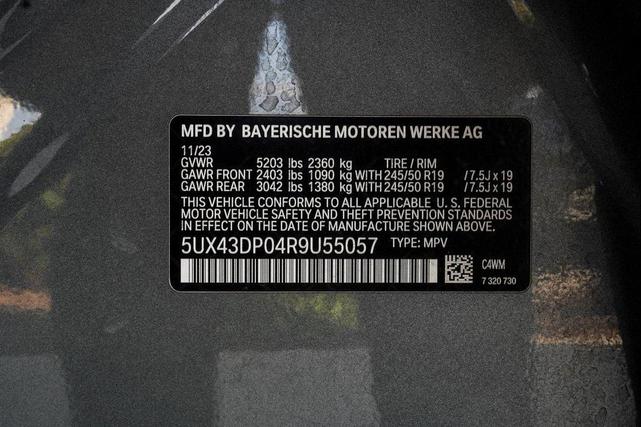 MFD BY BAYERISCHE MOTOREN WERKE AG
11/23
GVWR 5203 lbs 2360 kg TIRE / RIM
GAWR FRONT 2403 lbs 1090 kg WITH 245/50 R19 /7.5J x 19
GAWR REAR 3042 lbs 1380 kg WITH 245/50 R19 /7.5J x 19
THIS VEHICLE CONFORMS TO ALL APPLICABLE U. S. FEDERAL
MOTOR VEHICLE SAFETY AND THEFT PREVENTION STANDARDS
IN EFFECT ON THE DATE OF MANUFACTURE SHOWN ABOVE.
5UX43DP04R9U55057 TYPE: MPV
C4WM
7 320 730